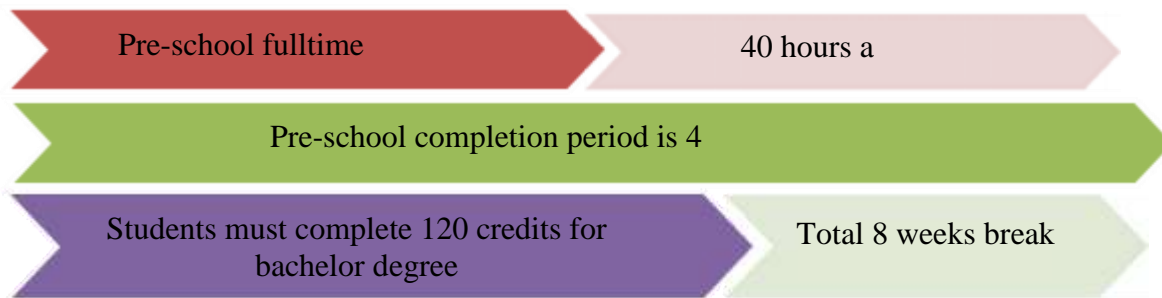 Pre-school fulltime
40 hours a
Pre-school completion period is 4
Students must complete 120 credits for
bachelor degree
Total 8 weeks break